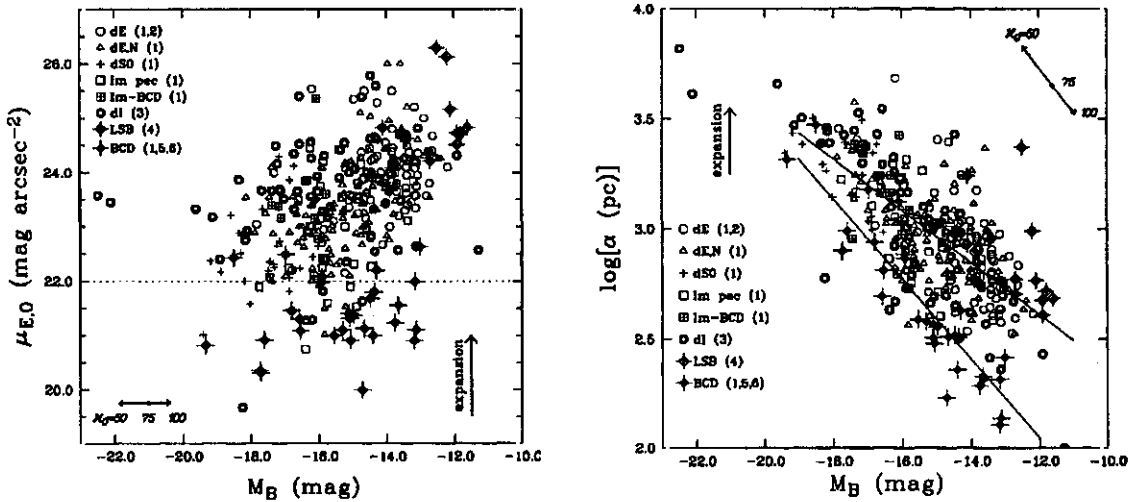 26.0
24.0
22.0
20.0
μE,0 (mag arcsec−2)
dE (1,2)
dE,N (1)
dSO (1)
Im pec (1)
Im-BCD (1)
dI (3)
LSB (4)
BCD (1,5,6)
expansion
H0=50 75 100
-22.0 -20.0 -18.0 -16.0 -14.0 -12.0 -10.0
MB (mag)
4.0
3.5
3.0
2.5
2.0
log[α (pc)]
H0=50
75
100
expansion
dE (1,2)
dE,N (1)
dSO (1)
Im pec (1)
Im-BCD (1)
dI (3)
LSB (4)
BCD (1,5,6)
-22.0 -20.0 -18.0 -16.0 -14.0 -12.0 -10.0
MB (mag)